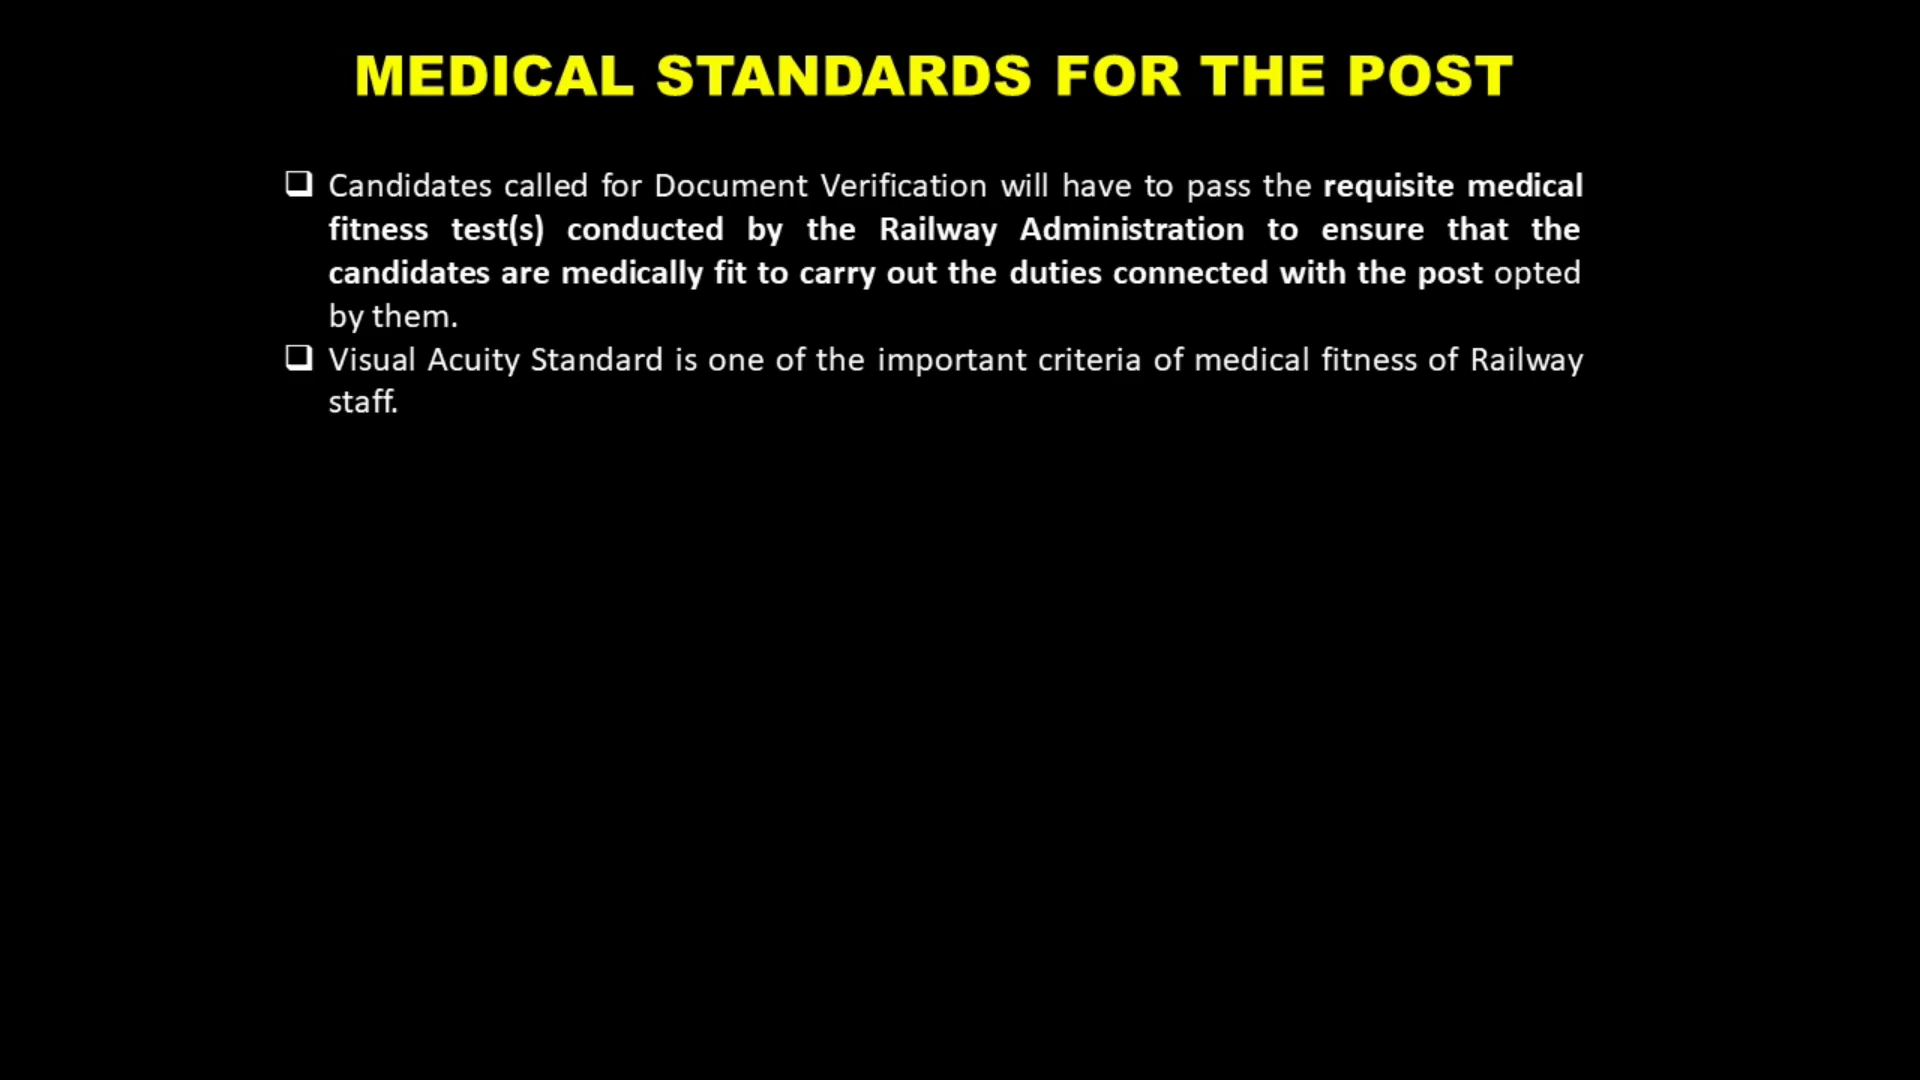 MEDICAL STANDARDS FOR THE POST
❑ Candidates called for Document Verification will have to pass the requisite medical
fitness test(s) conducted by the Railway Administration to ensure that the
candidates are medically fit to carry out the duties connected with the post opted
by them.
❑ Visual Acuity Standard is one of the important criteria of medical fitness of Railway
staff.